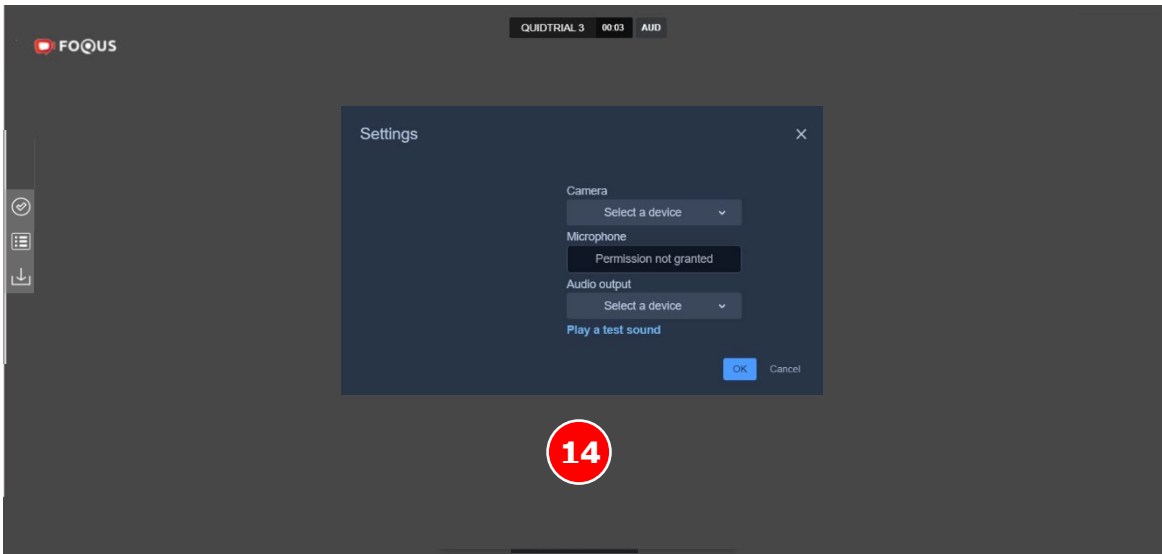 QUIDTRIAL 3 00:03 AUD
FOQUS
Settings
Camera
Select a device
Microphone
Permission not granted
Audio output
Select a device
Play a test sound
OK Cancel
14